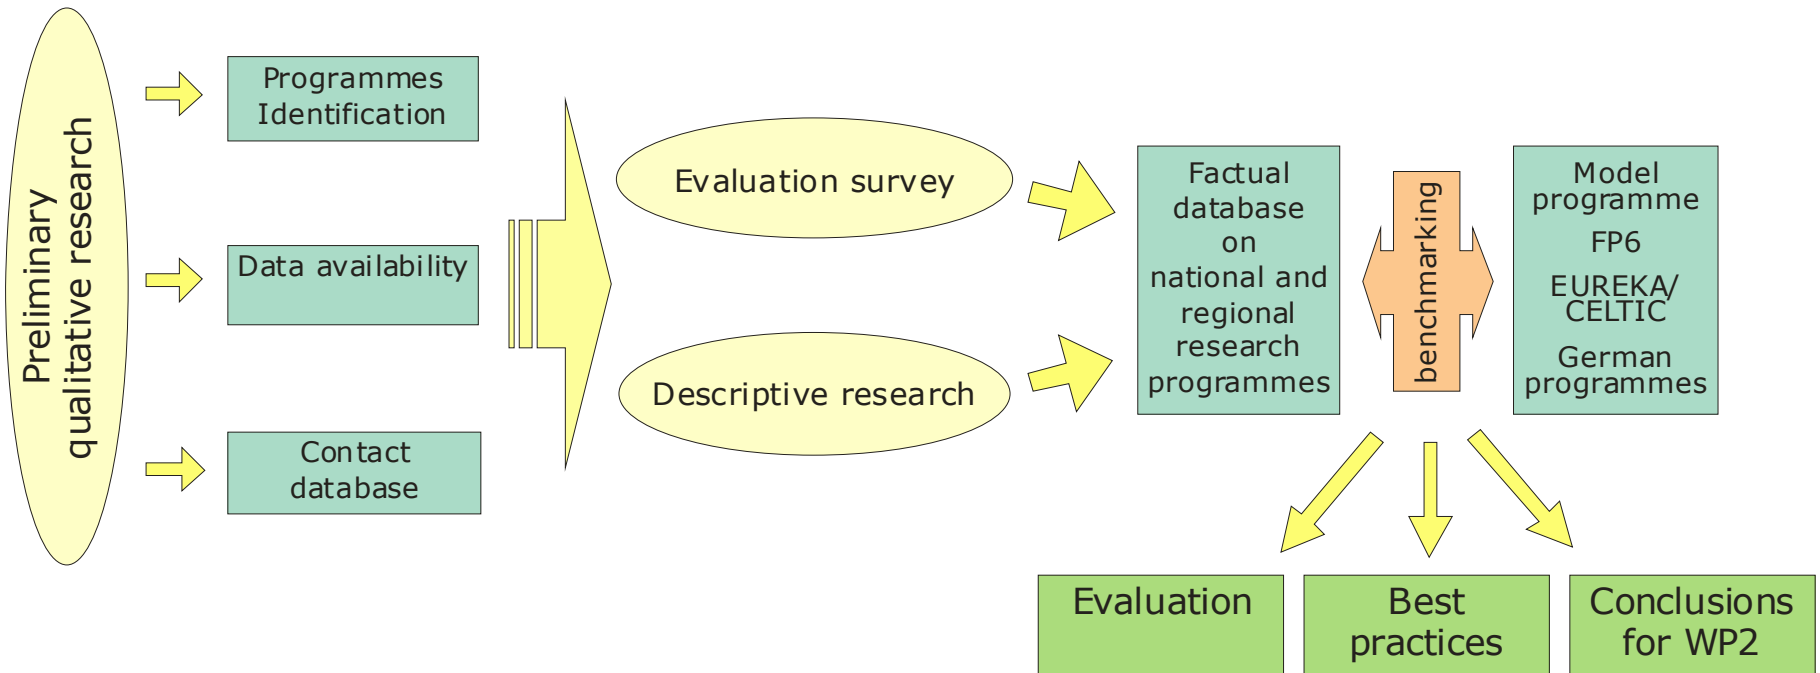 Preliminary
qualitative research
Programmes
Identification
Data availability
Contact
database
Evaluation survey
Descriptive research
Factual
database
on
national and
regional
research
programmes
benchmarking
Model
programme
FP6
EUREKA/
CELTIC
German
programmes
Evaluation
Best
practices
Conclusions
for WP2